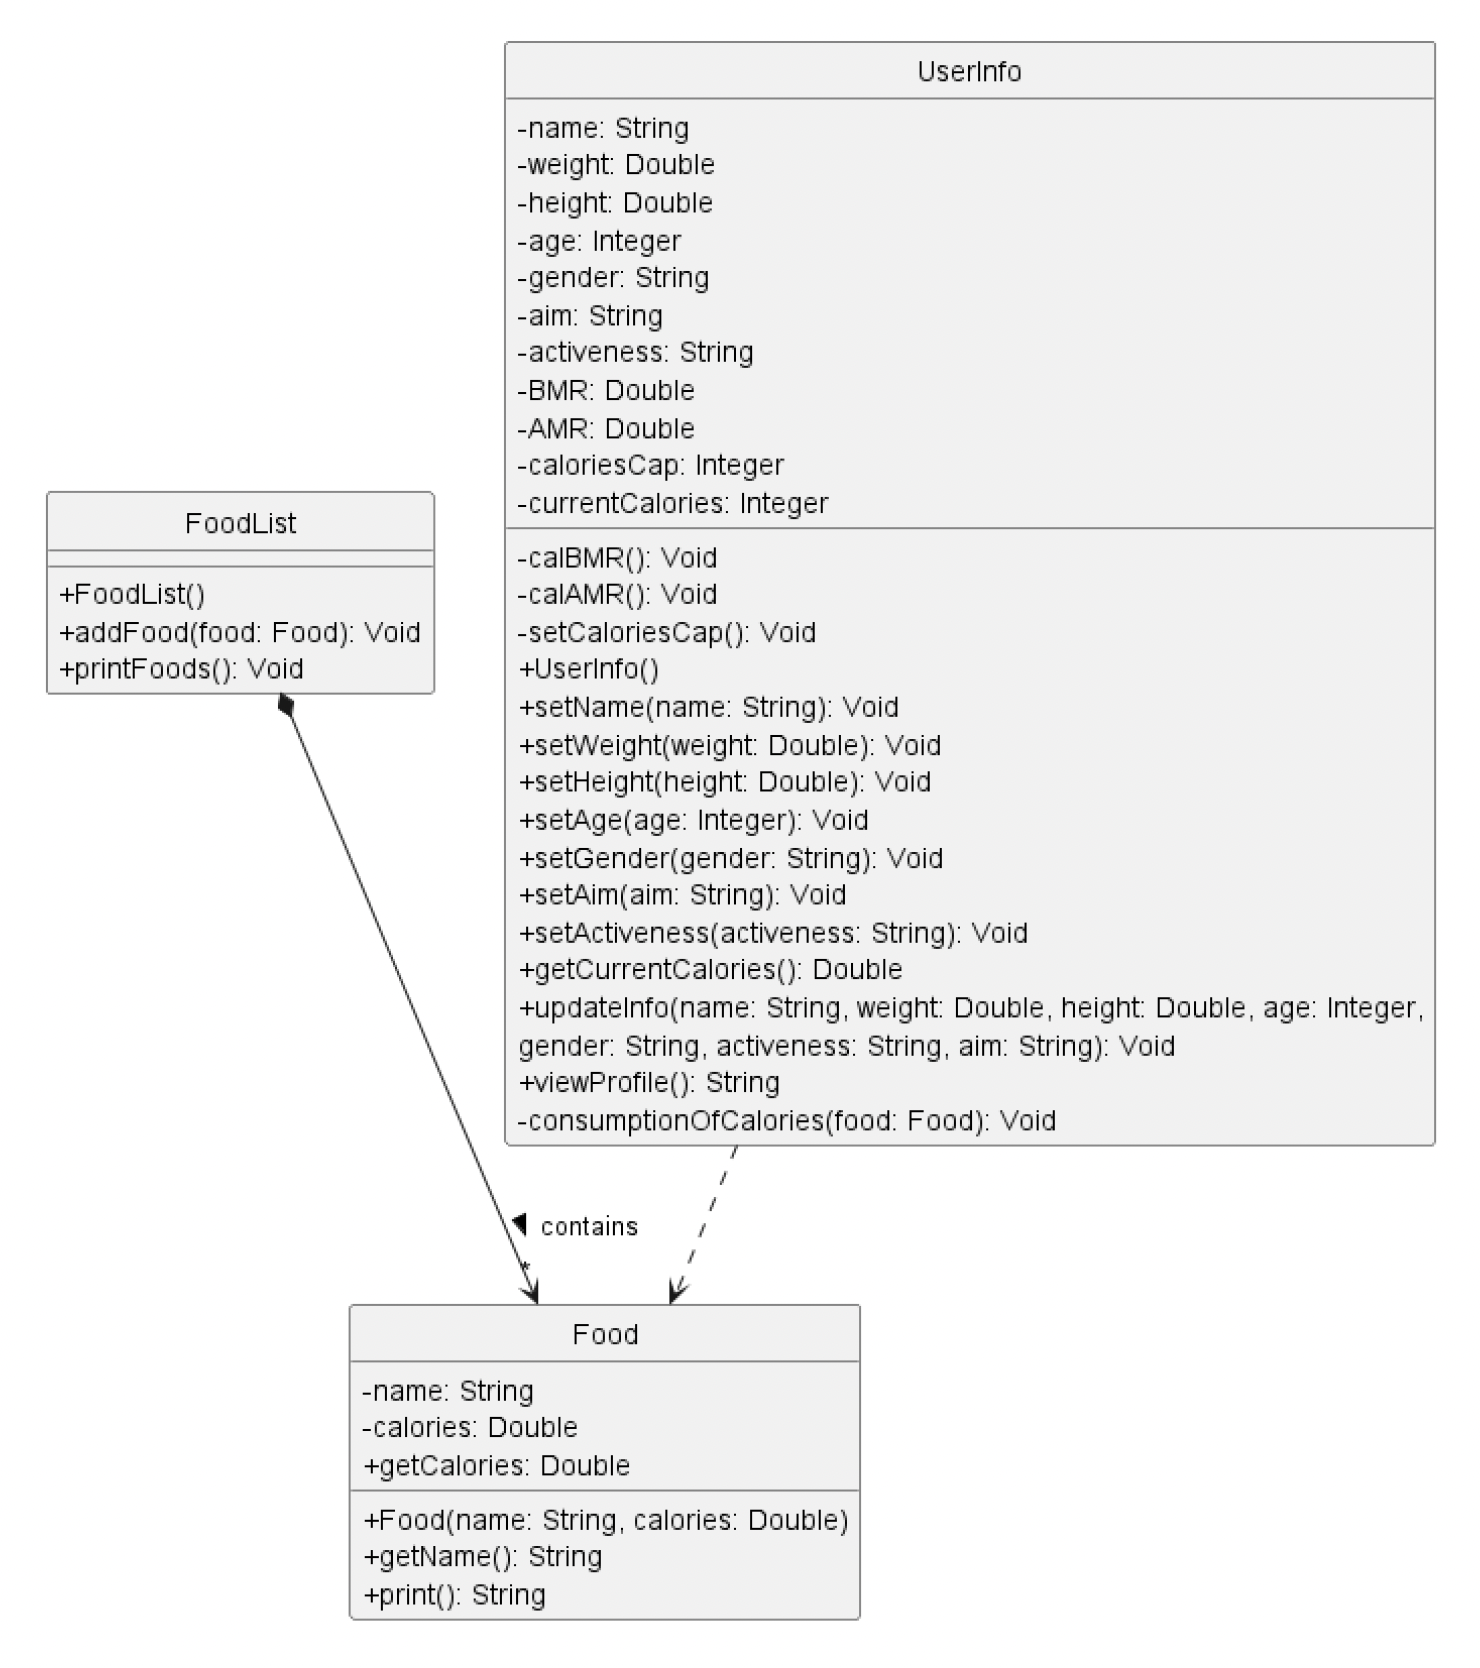 UserInfo
-name: String
-weight: Double
-height: Double
-age: Integer
-gender: String
-aim: String
-activeness: String
-BMR: Double
-AMR: Double
-caloriesCap: Integer
-currentCalories: Integer
-calBMR(): Void
-calAMR(): Void
-setCaloriesCap(): Void
+UserInfo()
+setName(name: String): Void
+setWeight(weight: Double): Void
+setHeight(height: Double): Void
+setAge(age: Integer): Void
+setGender(gender: String): Void
+setAim(aim: String): Void
+setActiveness(activeness: String): Void
+getCurrentCalories(): Double
+updateInfo(name: String, weight: Double, height: Double, age: Integer,
gender: String, activeness: String, aim: String): Void
+viewProfile(): String
-consumptionOfCalories(food: Food): Void
FoodList
+FoodList()
+addFood(food: Food): Void
+printFoods(): Void
contains
*
Food
-name: String
-calories: Double
+getCalories: Double
+Food(name: String, calories: Double)
+getName(): String
+print(): String